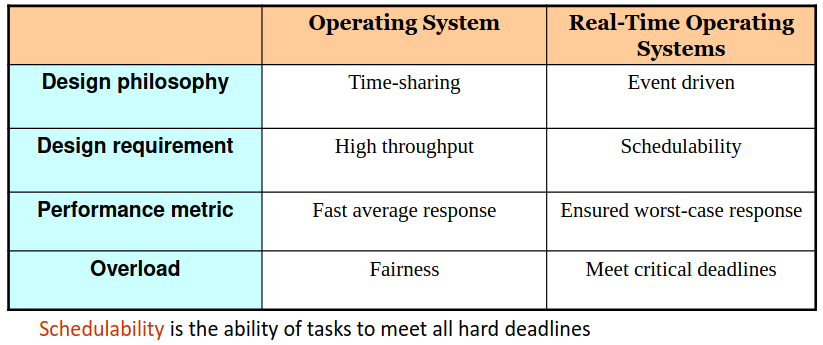 Operating System
Real-Time Operating
Systems
Design philosophy
Time-sharing
Event driven
Design requirement
High throughput
Schedulability
Performance metric
Fast average response
Ensured worst-case response
Overload
Fairness
Meet critical deadlines
Schedulability is the ability of tasks to meet all hard deadlines